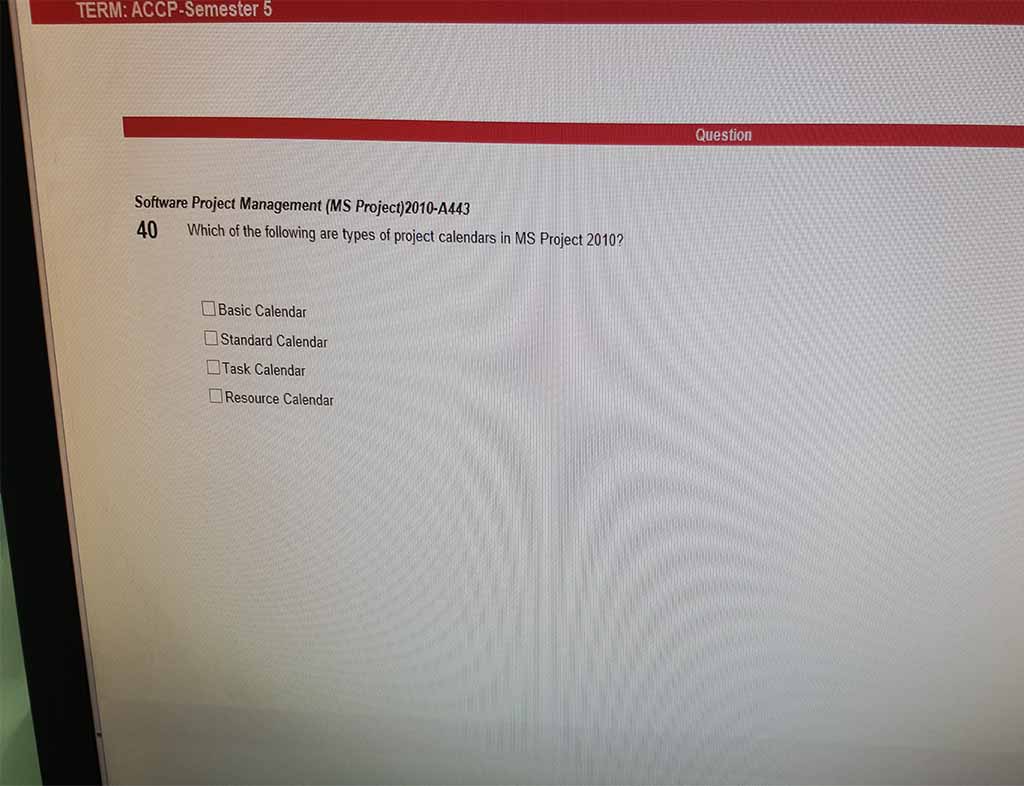 TERM: ACCP-Semester 5
Question
Software Project Management (MS Project)2010-A443
40 Which of the following are types of project calendars in MS Project 2010?
Basic Calendar
Standard Calendar
Task Calendar
Resource Calendar